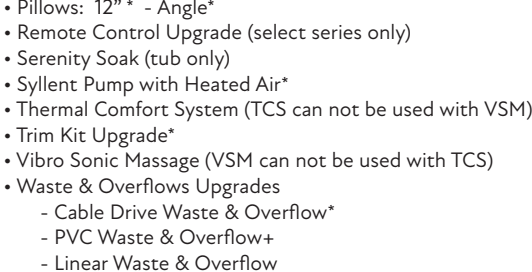 • Pillows:  12” *  - Angle*
• Remote Control Upgrade (select series only)
• Serenity Soak (tub only)
• Syllent Pump with Heated Air*
• Thermal Comfort System (TCS can not be used with VSM)
• Trim Kit Upgrade*
• Vibro Sonic Massage (VSM can not be used with TCS)
• Waste & Overflows Upgrades
- Cable Drive Waste & Overflow*
- PVC Waste & Overflow+
- Linear Waste & Overflow